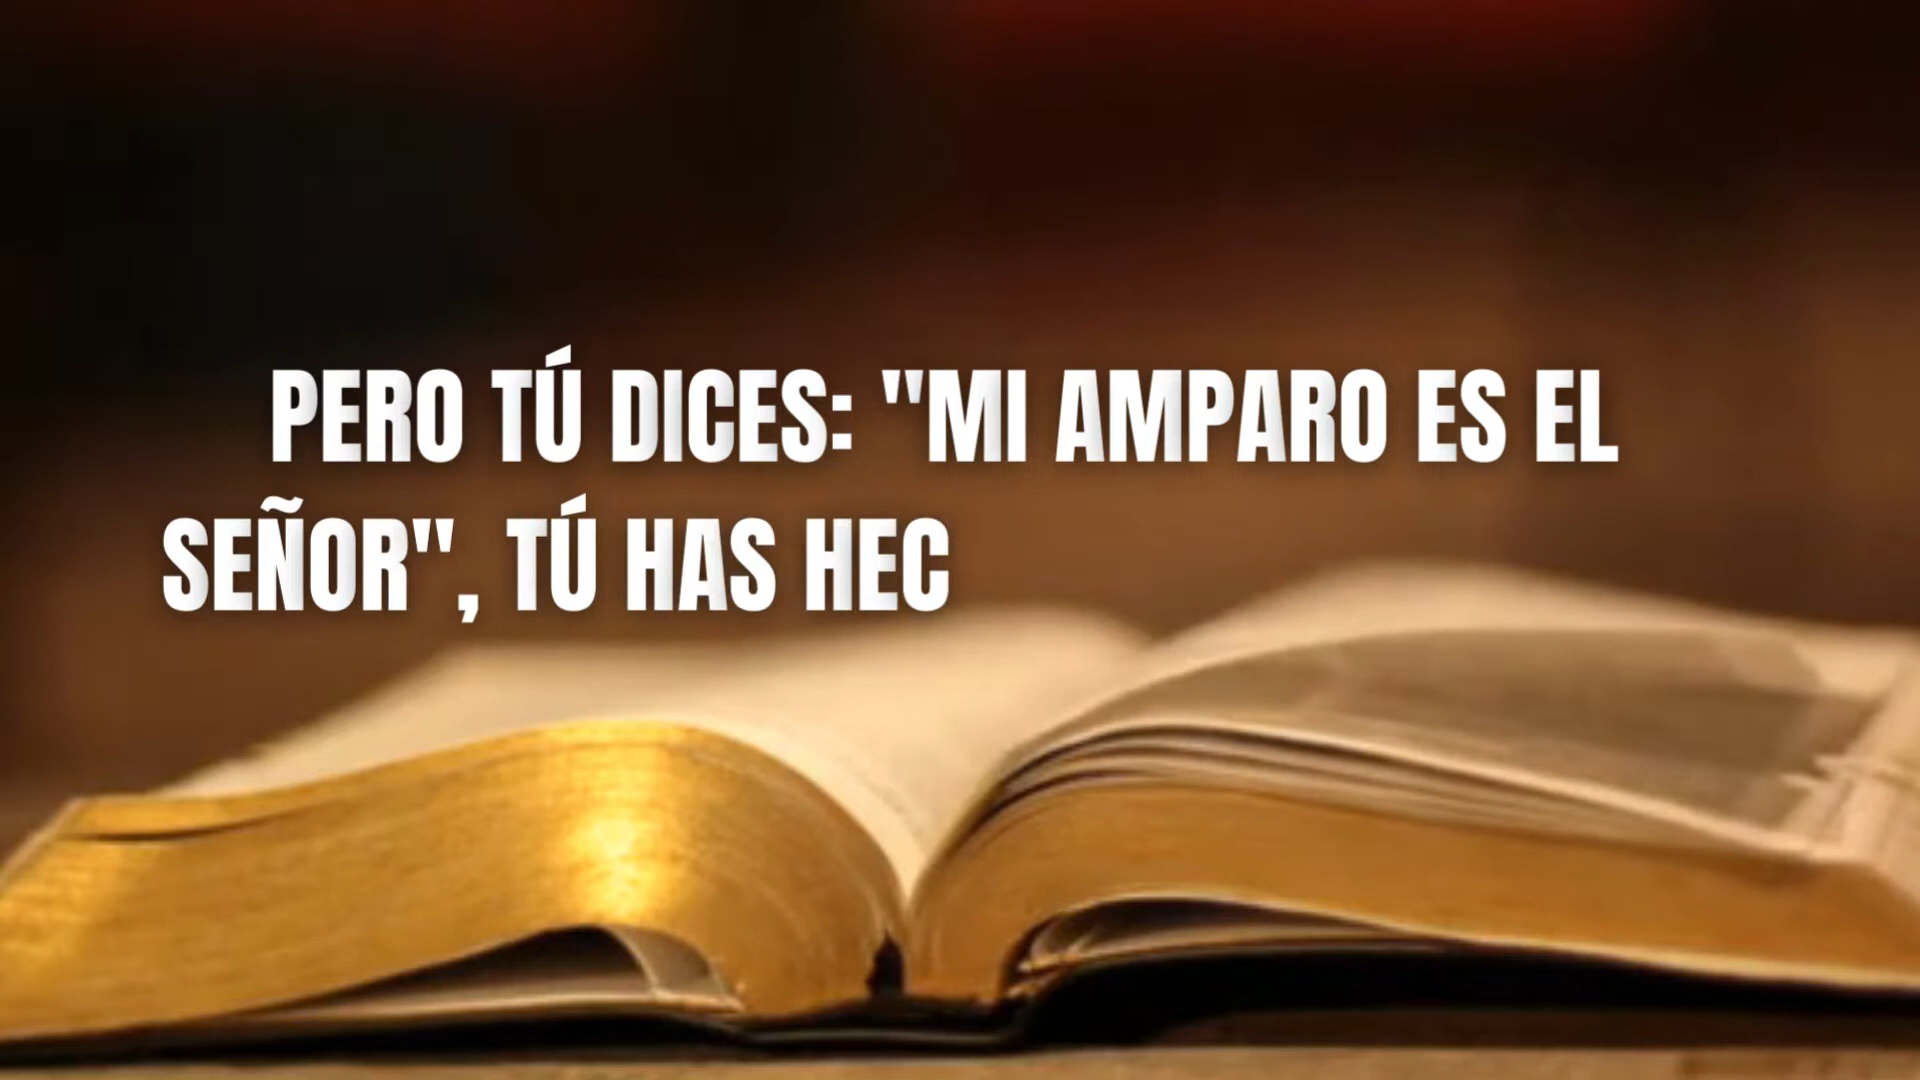 PERO TÚ DICES: "MI AMPARO ES EL
SEÑOR", TÚ HAS HEC